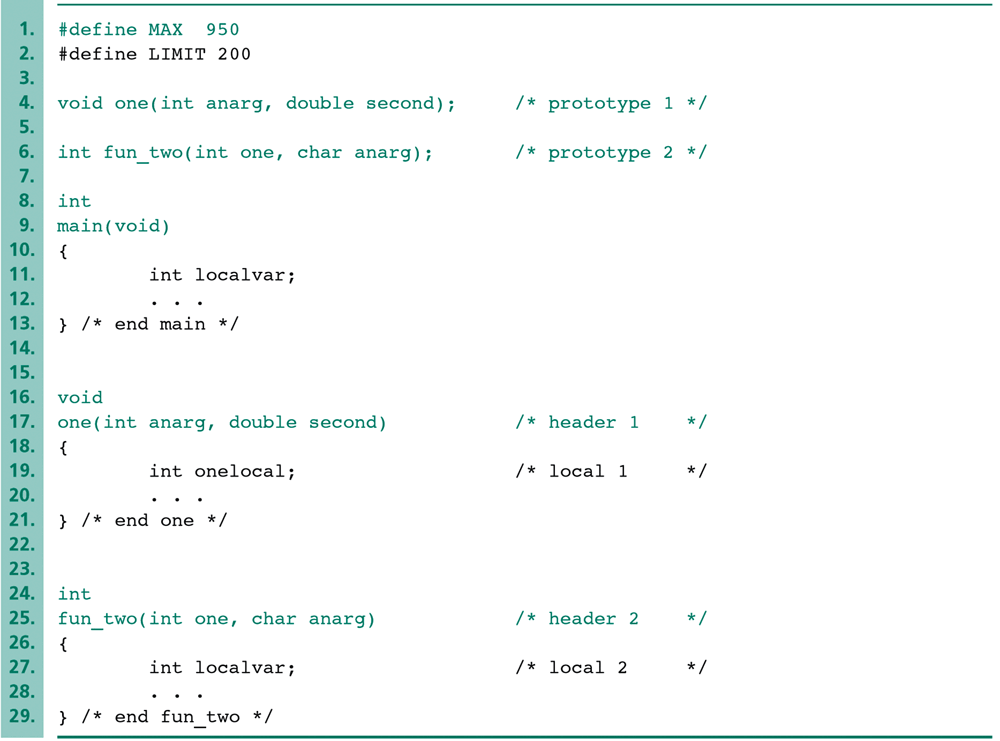 1. #define MAX  950
2. #define LIMIT 200
3.
4. void one(int anarg, double second);     /* prototype 1 */
5.
6. int fun_two(int one, char anarg);       /* prototype 2 */
7.
8. int
9. main(void)
10. {
11.         int localvar;
12.         . . .
13. } /* end main */
14.
15.
16. void
17. one(int anarg, double second)           /* header 1    */
18. {
19.         int onelocal;                   /* local 1     */
20.         . . .
21. } /* end one */
22.
23.
24. int
25. fun_two(int one, char anarg)            /* header 2    */
26. {
27.         int localvar;                   /* local 2     */
28.         . . .
29. } /* end fun_two */